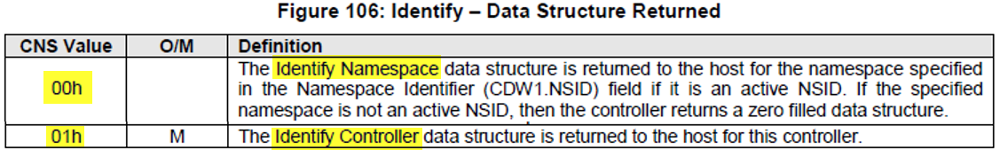 Figure 106: Identify – Data Structure Returned
CNS Value O/M Definition
The Identify Namespace data structure is returned to the host for the namespace specified
00h in the Namespace Identifier (CDW1.NSID) field if it is an active NSID. If the specified
namespace is not an active NSID, then the controller returns a zero filled data structure.
01h M The Identify Controller data structure is returned to the host for this controller.